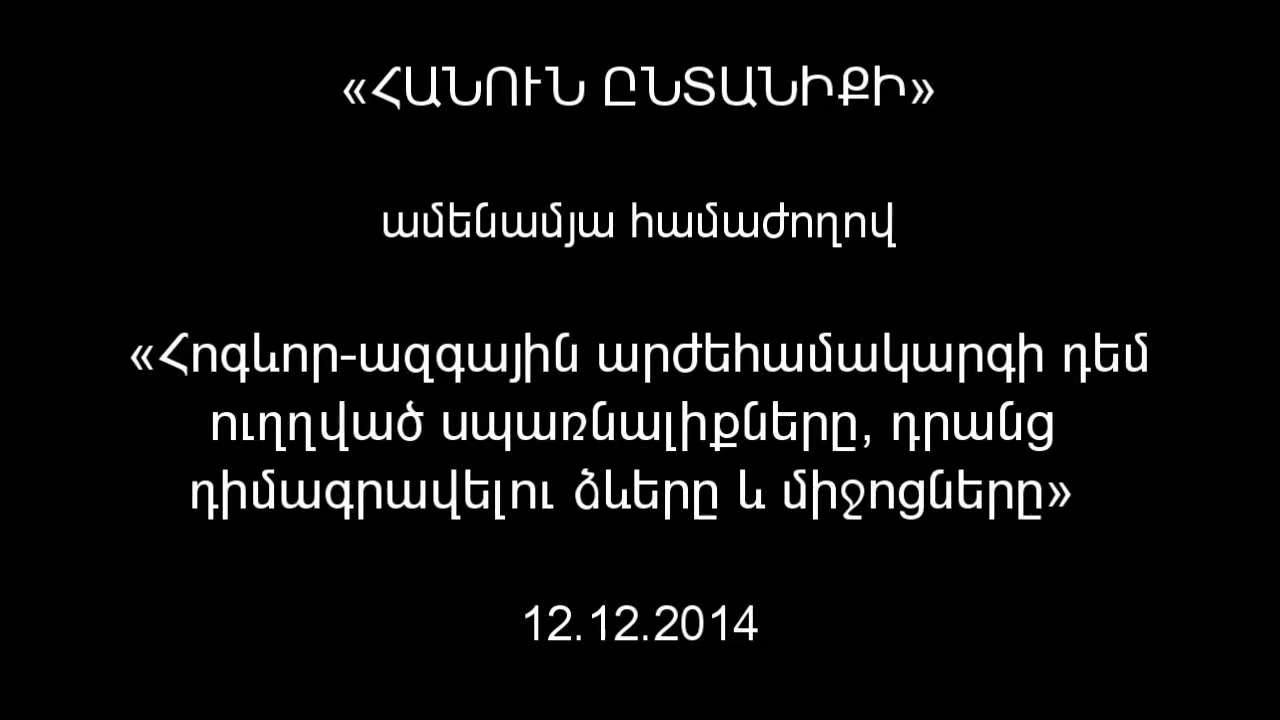 «ՀԱՆՈՒՆ ԸՆՏԱՆԻՔԻ»
ամենամյա համաժողով
«Հոգևոր-ազգային արժեհամակարգի դեմ
ուղղված սպառնալիքները, դրանց
դիմագրավելու ձևերը և միջոցները»
12.12.2014